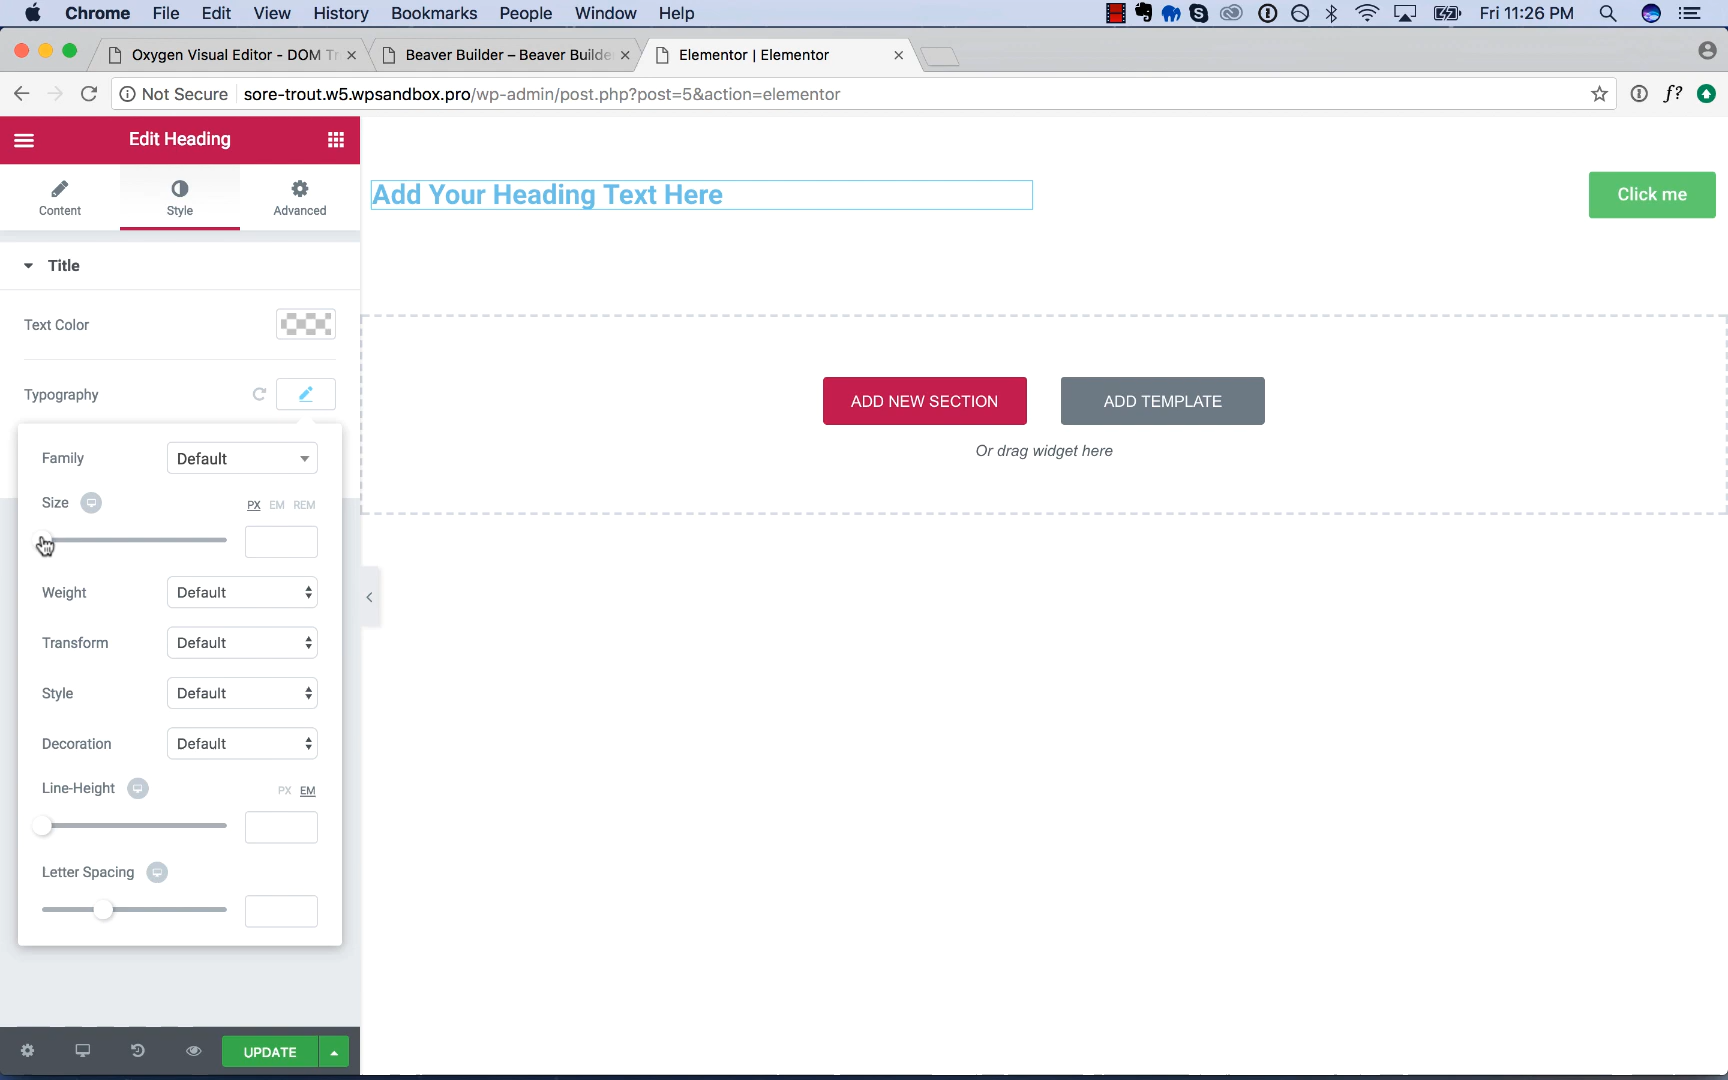 Chrome File Edit View History Bookmarks People Window Help Fri 11:26 PM
Oxygen Visual Editor - DOM Tr Beaver Builder – Beaver Builde Elementor | Elementor
Not Secure sore-trout.w5.wpsandbox.pro/wp-admin/post.php?post=5&action=elementor f?
Edit Heading
Content Style Advanced
Add Your Heading Text Here
Click me
Title
Text Color
Typography
ADD NEW SECTION ADD TEMPLATE
Or drag widget here
Family Default
Size PX EM REM
Weight Default
Transform Default
Style Default
Decoration Default
Line-Height PX EM
Letter Spacing
UPDATE